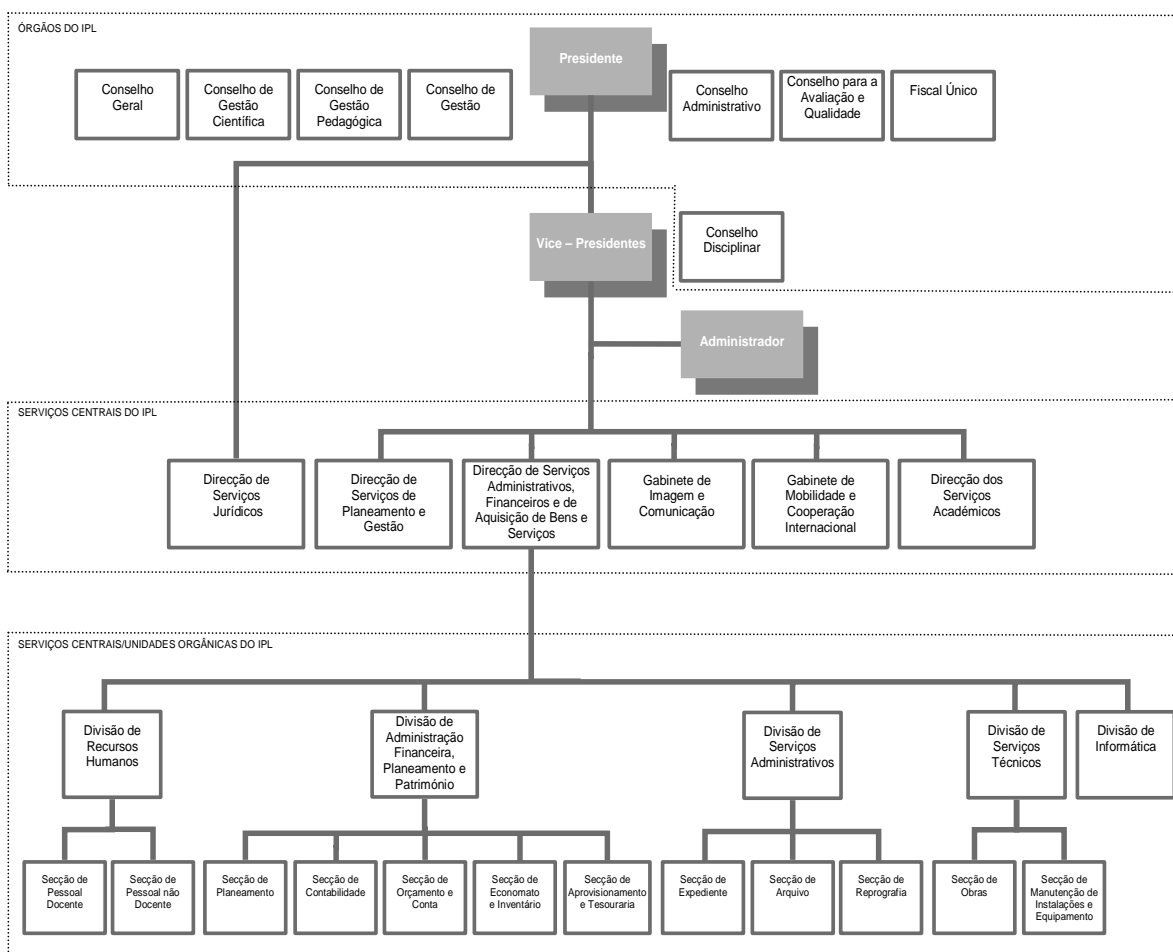 ÓRGÃOS DO IPL
Presidente
Conselho
Geral
Conselho de
Gestão
Científica
Conselho de
Gestão
Pedagógica
Conselho de
Gestão
Conselho
Administrativo
Conselho para a
Avaliação e
Qualidade
Fiscal Único
Vice – Presidentes
Conselho
Disciplinar
Administrador
SERVIÇOS CENTRAIS DO IPL
Direcção de
Serviços
Jurídicos
Direcção de
Serviços de
Planeamento e
Gestão
Direcção de Serviços
Administrativos,
Financeiros e de
Aquisição de Bens e
Serviços
Gabinete de
Imagem e
Comunicação
Gabinete de
Mobilidade e
Cooperação
Internacional
Direcção dos
Serviços
Académicos
SERVIÇOS CENTRAIS/UNIDADES ORGÂNICAS DO IPL
Divisão de
Recursos
Humanos
Divisão de
Administração
Financeira,
Planeamento e
Património
Divisão de
Serviços
Administrativos
Divisão de
Serviços
Técnicos
Divisão de
Informática
Secção de
Pessoal
Docente
Secção de
Pessoal não
Docente
Secção de
Planeamento
Secção de
Contabilidade
Secção de
Orçamento e
Conta
Secção de
Economato
e Inventário
Secção de
Aprovisionamento
e Tesouraria
Secção de
Expediente
Secção de
Arquivo
Secção de
Reprografia
Secção de
Obras
Secção de
Manutenção de
Instalações e
Equipamento